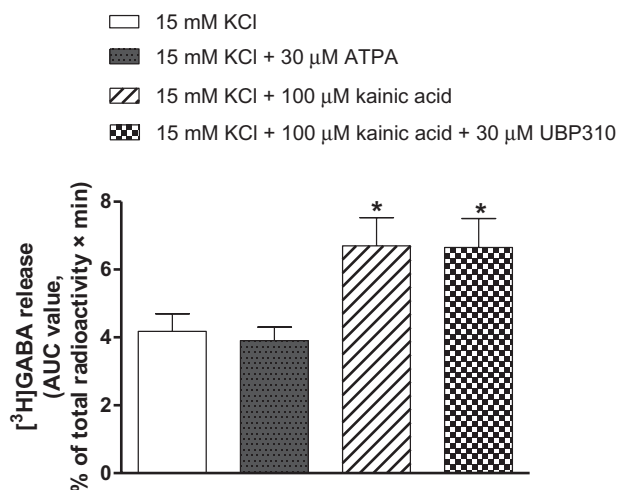 15 mM KCl
15 mM KCl + 30 μM ATPA
15 mM KCl + 100 μM kainic acid
15 mM KCl + 100 μM kainic acid + 30 μM UBP310
[³H]GABA release
(AUC value,
% of total radioactivity × min)
8
6
4
2
0
*
*